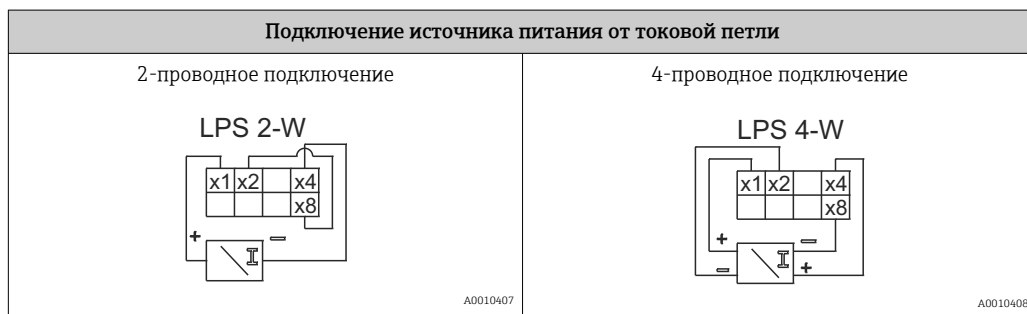 Подключение источника питания от токовой петли
2-проводное подключение
4-проводное подключение
LPS 2-W
x1 x2 x4
x8
+ −
I
A0010407
LPS 4-W
x1 x2 x4
x8
+ −
− I +
A0010408